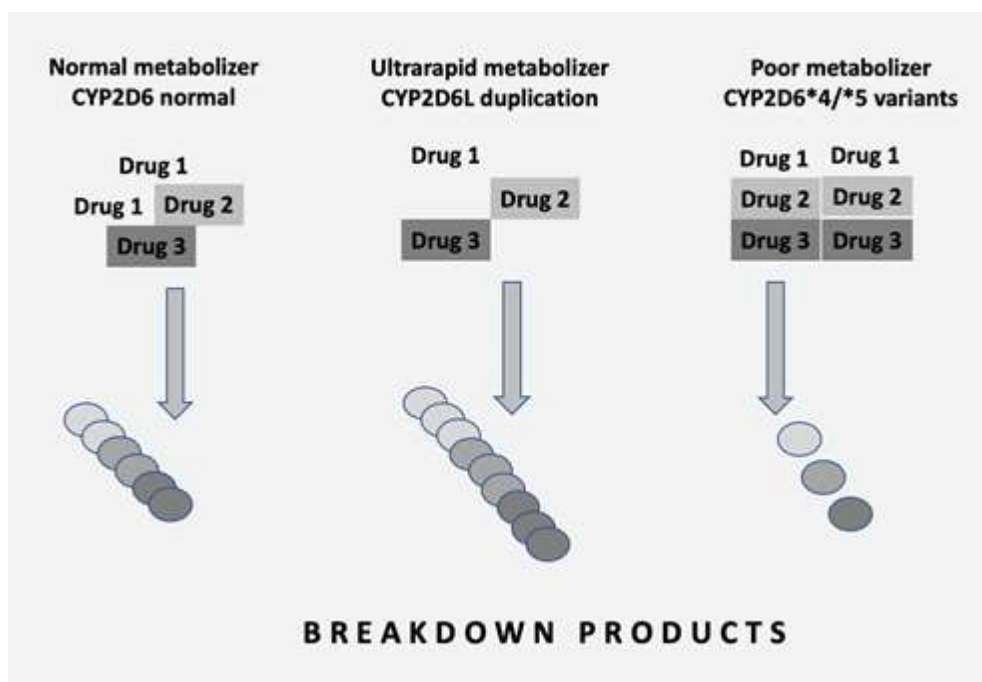 Normal metabolizer
CYP2D6 normal
Drug 1
Drug 1 Drug 2
Drug 3
Ultrarapid metabolizer
CYP2D6L duplication
Drug 1
Drug 2
Drug 3
Poor metabolizer
CYP2D6*4/*5 variants
Drug 1 Drug 1
Drug 2 Drug 2
Drug 3 Drug 3
BREAKDOWN PRODUCTS